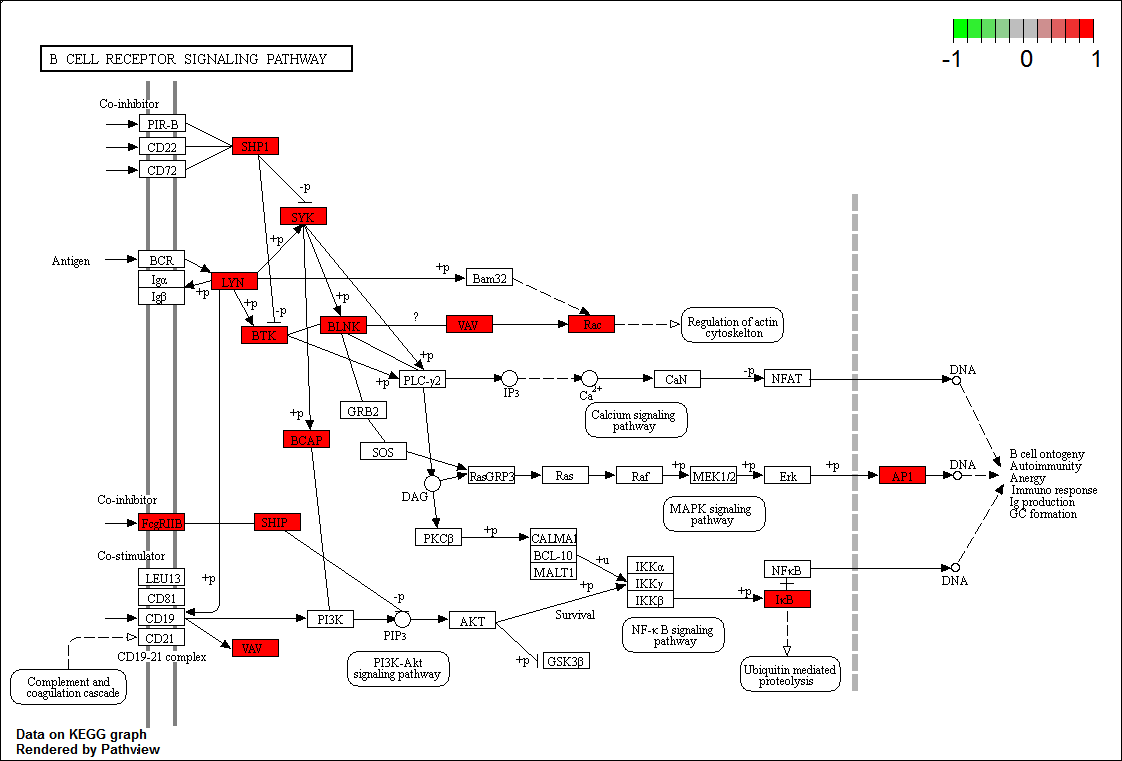 B CELL RECEPTOR SIGNALING PATHWAY
-1 0 1
Co-inhibitor
PIR-B
CD22
CD72
SHP1
-p
SYK
+p
Antigen
BCR
Igα
Igβ
LYN
+p
+p
Bam32
+p
-p
+p
BTK
BLNK
?
VAV
Rac
Regulation of actin
cytoskelton
+p
+p
PLC-γ2
IP3
Ca2+
CaN
-p
NFAT
DNA
Calcium signaling
pathway
GRB2
+p
BCAP
SOS
RasGRP3
Ras
Raf
+p
MEK1/2
+p
Erk
+p
AP1
DNA
B cell ontogeny
Autoimmunity
Anergy
Immuno response
Ig production
GC formation
DAG
MAPK signaling
pathway
Co-inhibitor
FcgRIIB
SHIP
PKCβ
+p
CALMA1
BCL-10
MALT1
+u
+p
IKKα
IKKγ
IKKβ
+p
NFκB
IκB
DNA
Co-stimulator
LEU13
CD81
CD19
CD21
+p
CD19-21 complex
VAV
PI3K
-p
PIP3
AKT
Survival
+p
GSK3β
NF-κ B signaling
pathway
PI3K-Akt
signaling pathway
Ubiquitin mediated
proteolysis
Complement and
coagulation cascade
Data on KEGG graph
Rendered by Pathview